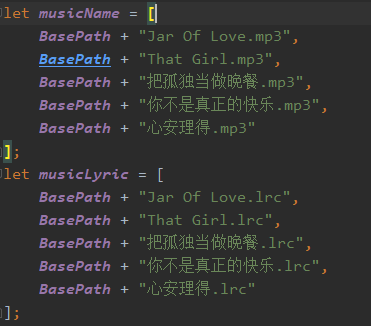 let musicName = [
BasePath + "Jar Of Love.mp3",
BasePath + "That Girl.mp3",
BasePath + "把孤独当做晚餐.mp3",
BasePath + "你不是真正的快乐.mp3",
BasePath + "心安理得.mp3"
];
let musicLyric = [
BasePath + "Jar Of Love.lrc",
BasePath + "That Girl.lrc",
BasePath + "把孤独当做晚餐.lrc",
BasePath + "你不是真正的快乐.lrc",
BasePath + "心安理得.lrc"
];